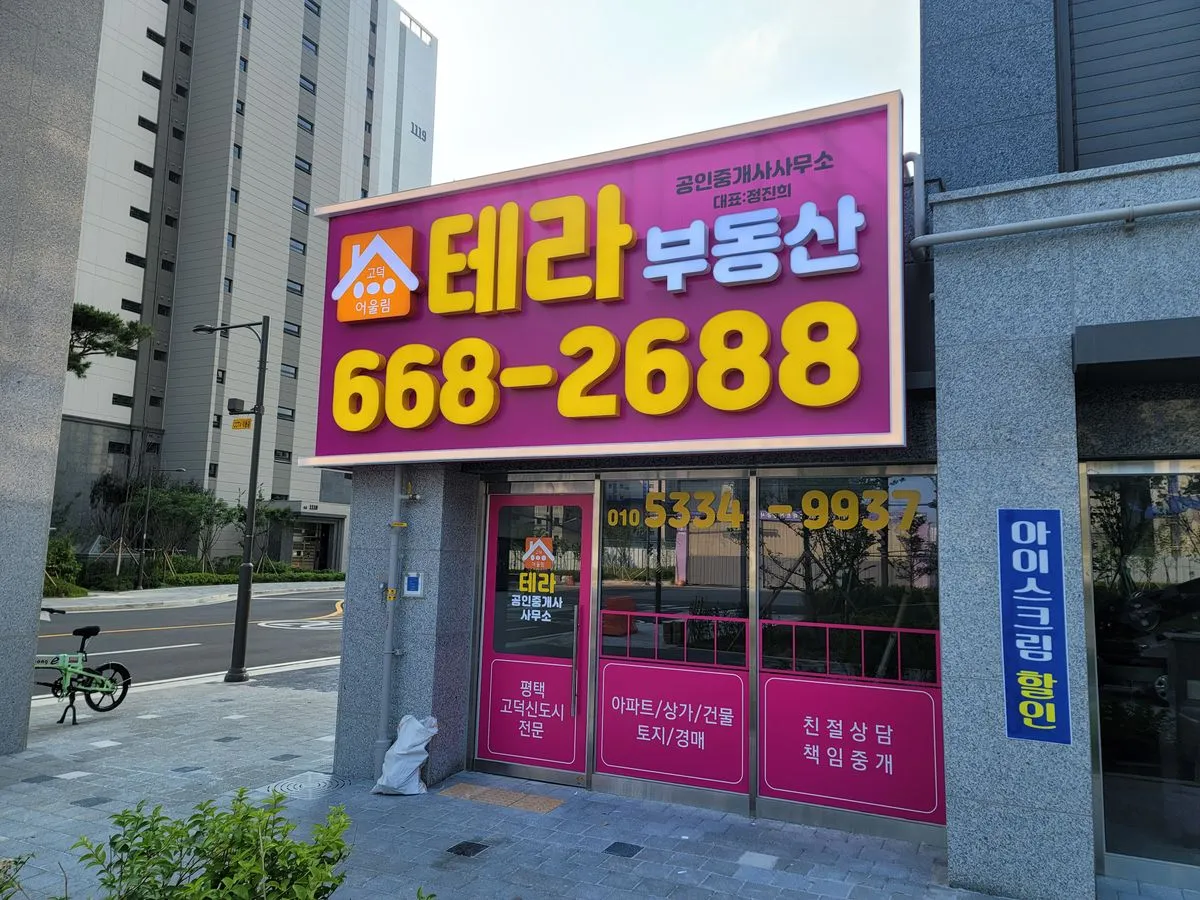 1119
공인중개사사무소
대표:정진희
고덕
어울림
테라 부동산
668-2688
010 5334-9937
테라
공인중개사
사무소
평택
고덕신도시
전문
아파트/상가/건물
토지/경매
친절상담
책임중개
아이스크림 할인